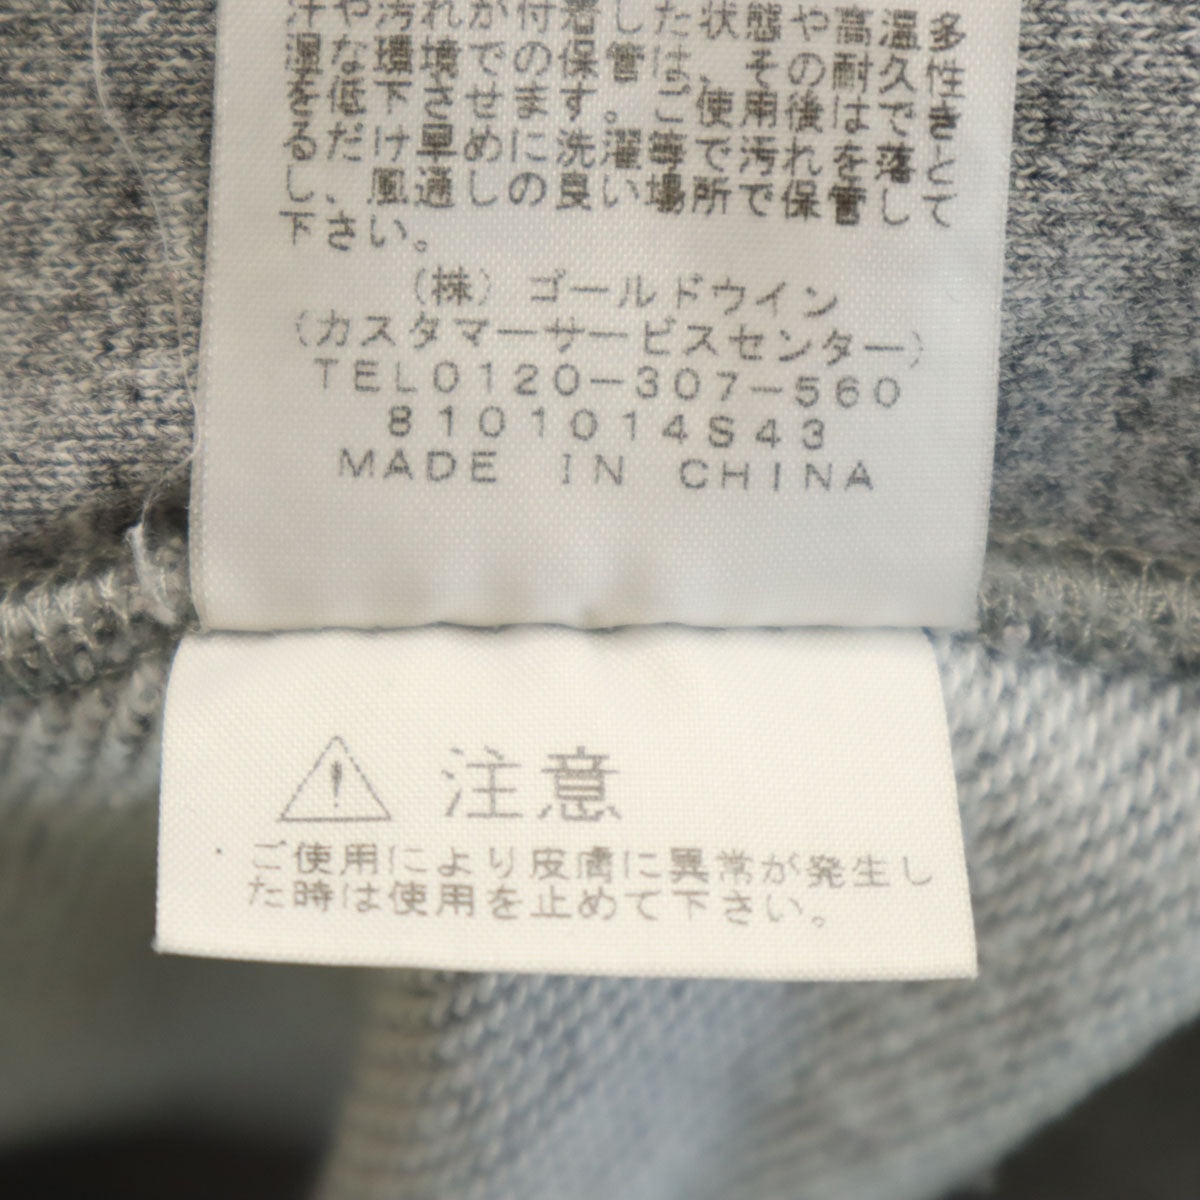 汗や汚れが付着した状態や高温多
湿な環境での保管は、その耐久性
を低下させます。ご使用後はできる
だけ早めに洗濯等で汚れを落とし、
風通しの良い場所で保管して
下さい。
(株)ゴールドウイン
(カスタマーサービスセンター)
TEL0120-307-560
8101014S43
MADE IN CHINA
注意
・ご使用により皮膚に異常が発生し
た時は使用を止めて下さい。